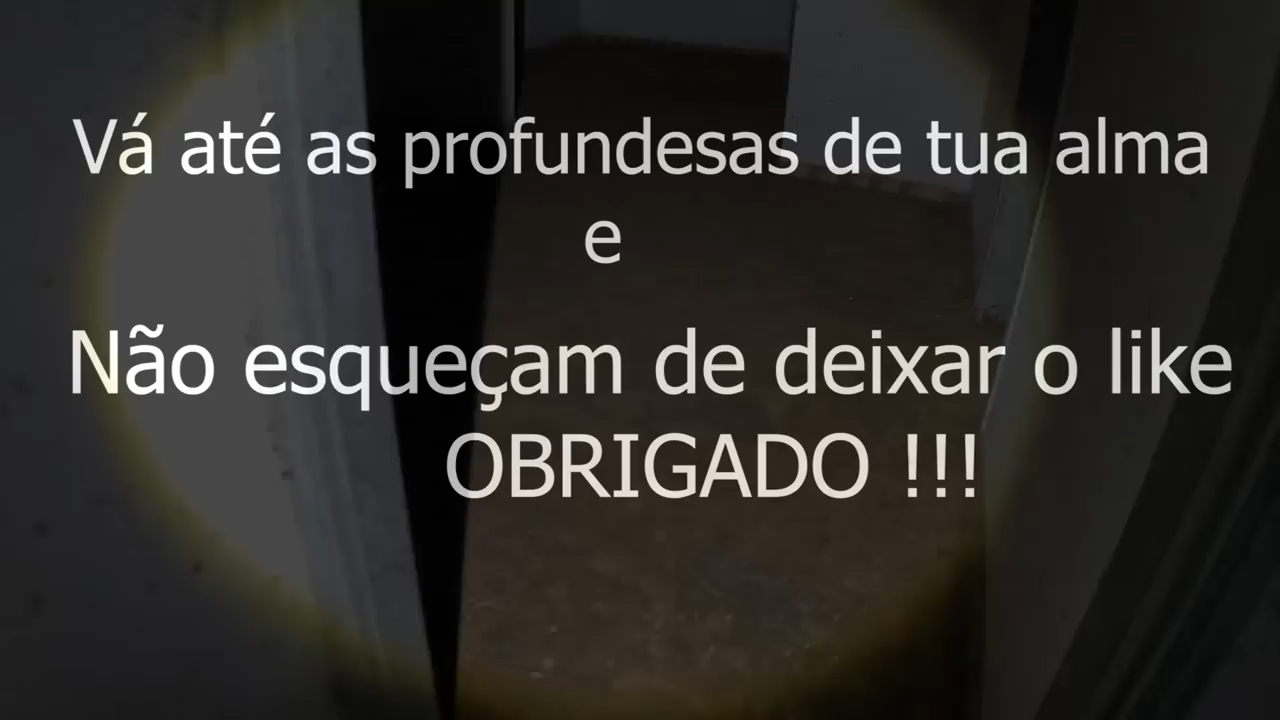 Vá até as profundesas de tua alma
e
Não esqueçam de deixar o like
OBRIGADO !!!